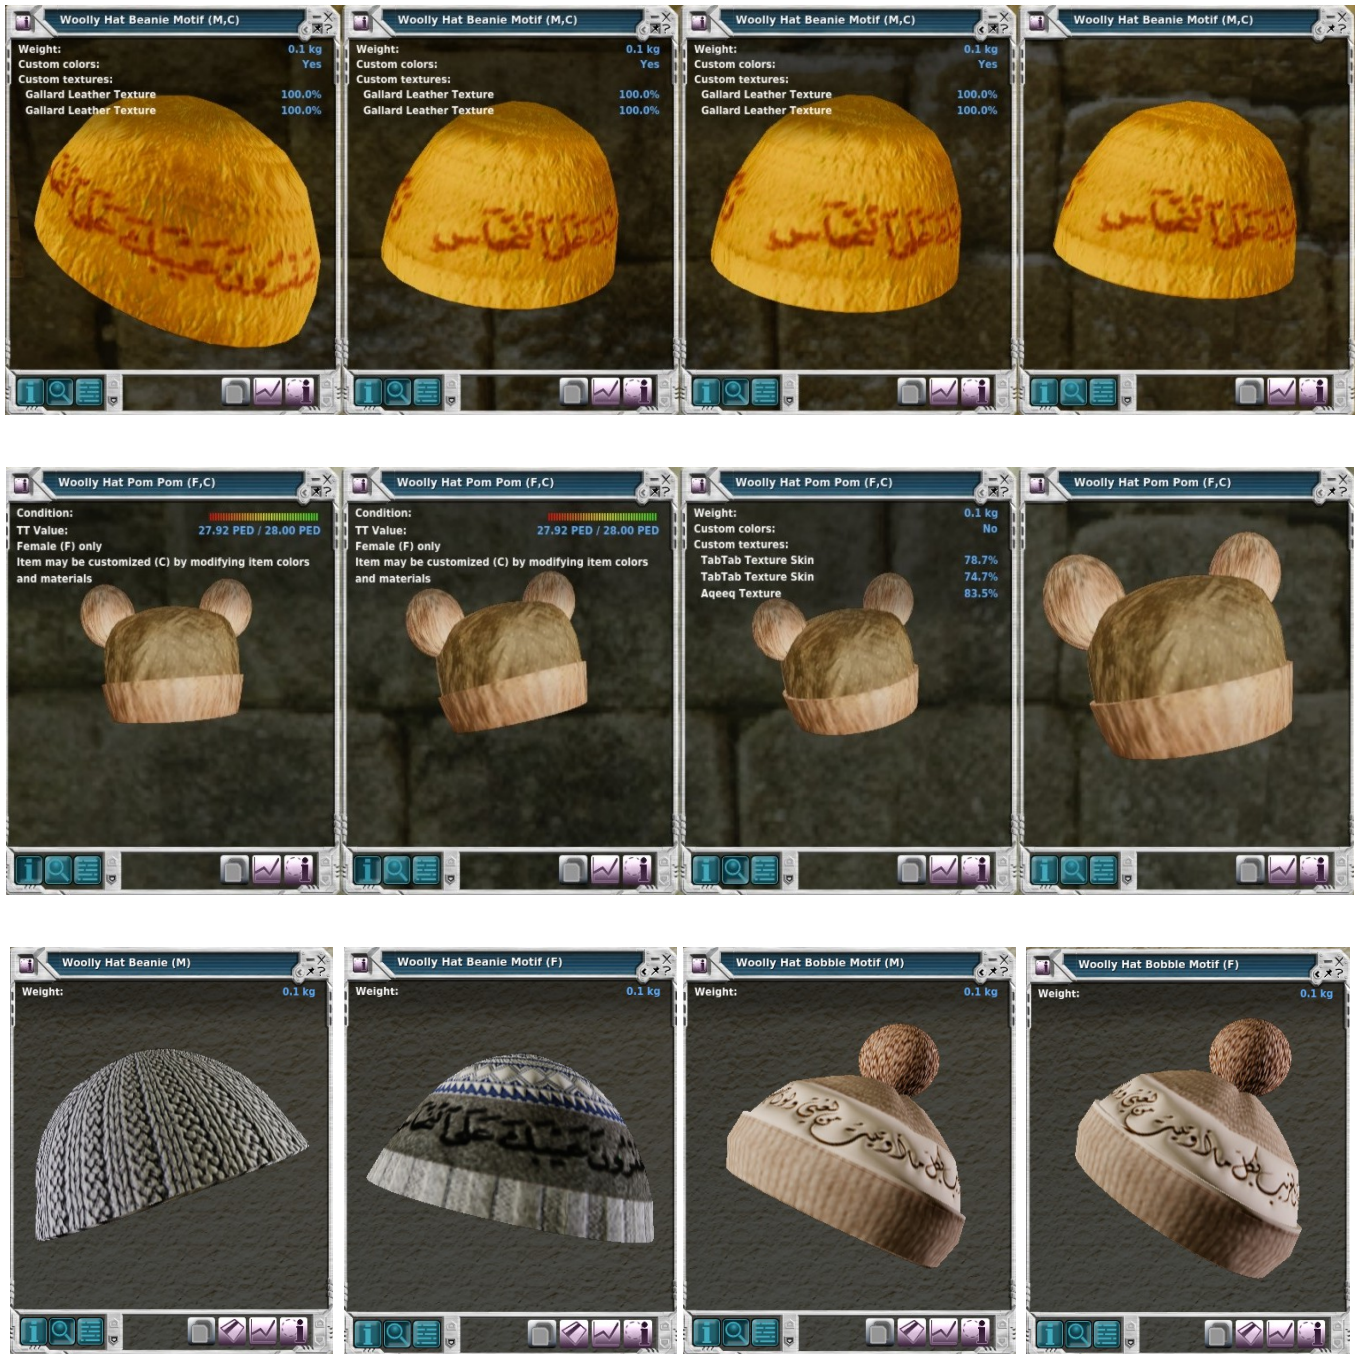 Woolly Hat Beanie Motif (M,C)
Weight: 0.1 kg
Custom colors: Yes
Custom textures:
Gallard Leather Texture 100.0%
Gallard Leather Texture 100.0%
Woolly Hat Beanie Motif (M,C)
Weight: 0.1 kg
Custom colors: Yes
Custom textures:
Gallard Leather Texture 100.0%
Gallard Leather Texture 100.0%
Woolly Hat Beanie Motif (M,C)
Weight: 0.1 kg
Custom colors: Yes
Custom textures:
Gallard Leather Texture 100.0%
Gallard Leather Texture 100.0%
Woolly Hat Beanie Motif (M,C)
Woolly Hat Pom Pom (F,C)
Condition:
TT Value: 27.92 PED / 28.00 PED
Female (F) only
Item may be customized (C) by modifying item colors
and materials
Woolly Hat Pom Pom (F,C)
Condition:
TT Value: 27.92 PED / 28.00 PED
Female (F) only
Item may be customized (C) by modifying item colors
and materials
Woolly Hat Pom Pom (F,C)
Weight: 0.1 kg
Custom colors: No
Custom textures:
TabTab Texture Skin 78.7%
TabTab Texture Skin 74.7%
Aqeeq Texture 83.5%
Woolly Hat Pom Pom (F,C)
Woolly Hat Beanie (M)
Weight: 0.1 kg
Woolly Hat Beanie Motif (F)
Weight: 0.1 kg
Woolly Hat Bobble Motif (M)
Weight: 0.1 kg
Woolly Hat Bobble Motif (F)
Weight: 0.1 kg